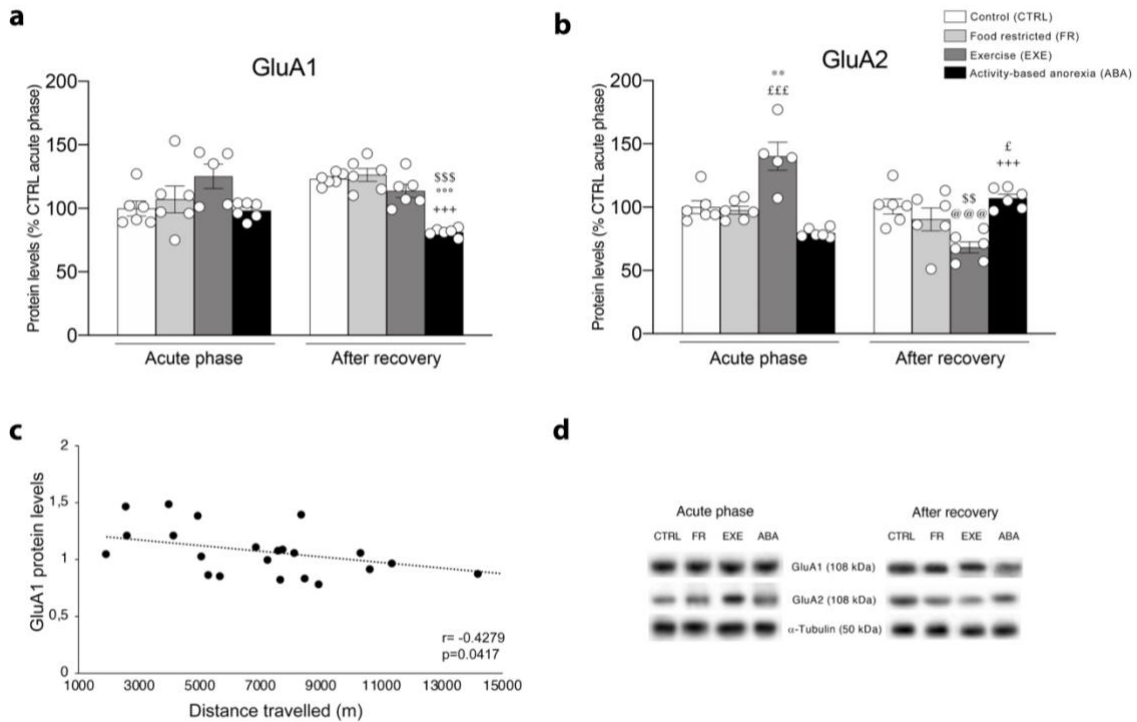 a
GluA1
Protein levels (% CTRL acute phase)
200
150
100
50
0
$$$
°°°
+++
Acute phase
After recovery
b
Control (CTRL)
Food restricted (FR)
Exercise (EXE)
Activity-based anorexia (ABA)
GluA2
Protein levels (% CTRL acute phase)
200
150
100
50
0
**
£££
$$
@@@
£
+++
Acute phase
After recovery
c
GluA1 protein levels
2
1,5
1
0,5
0
r= -0.4279
p=0.0417
1000 3000 5000 7000 9000 11000 13000 15000
Distance travelled (m)
d
Acute phase
After recovery
CTRL FR EXE ABA
CTRL FR EXE ABA
GluA1 (108 kDa)
GluA2 (108 kDa)
α-Tubulin (50 kDa)